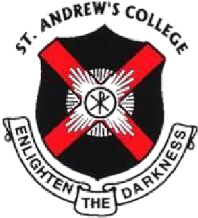 ST. ANDREW'S COLLEGE
ENLIGHTEN THE DARKNESS